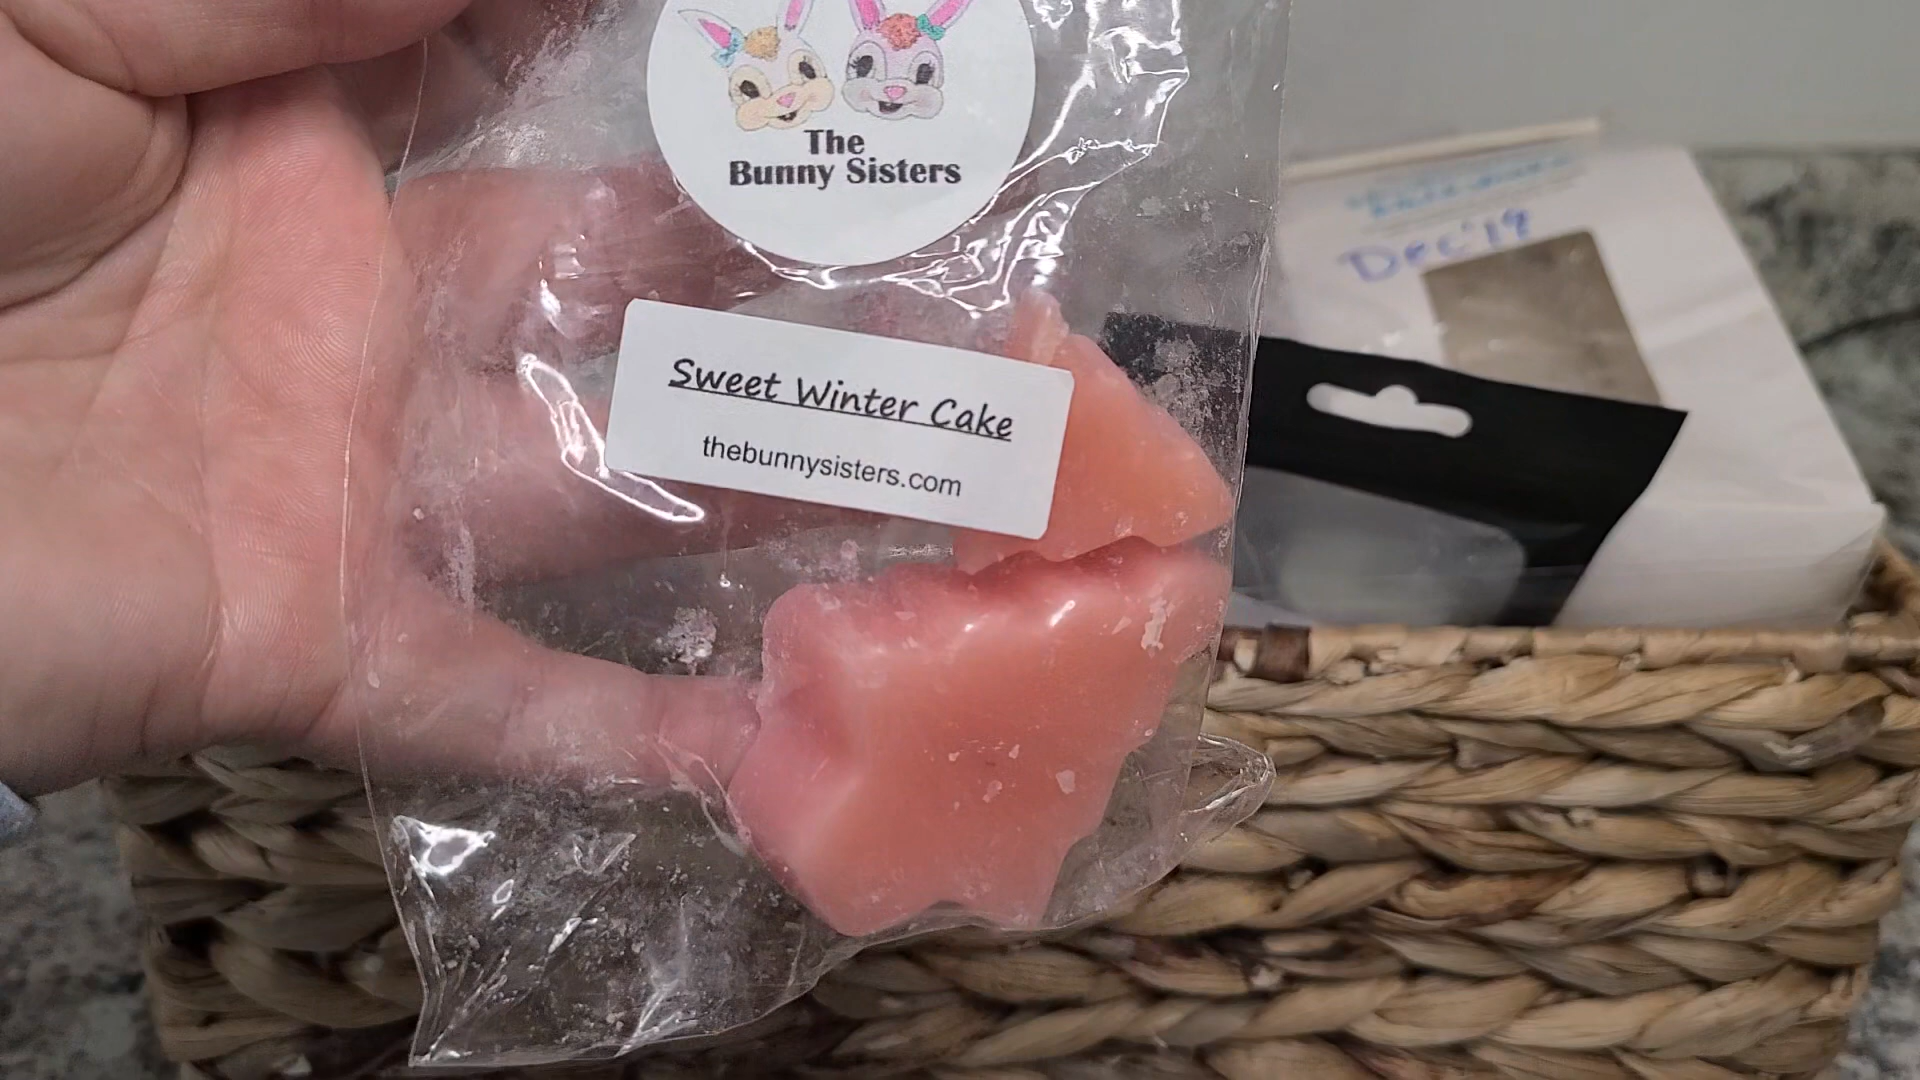 The
Bunny Sisters
Sweet Winter Cake
thebunnysisters.com
Dec'19